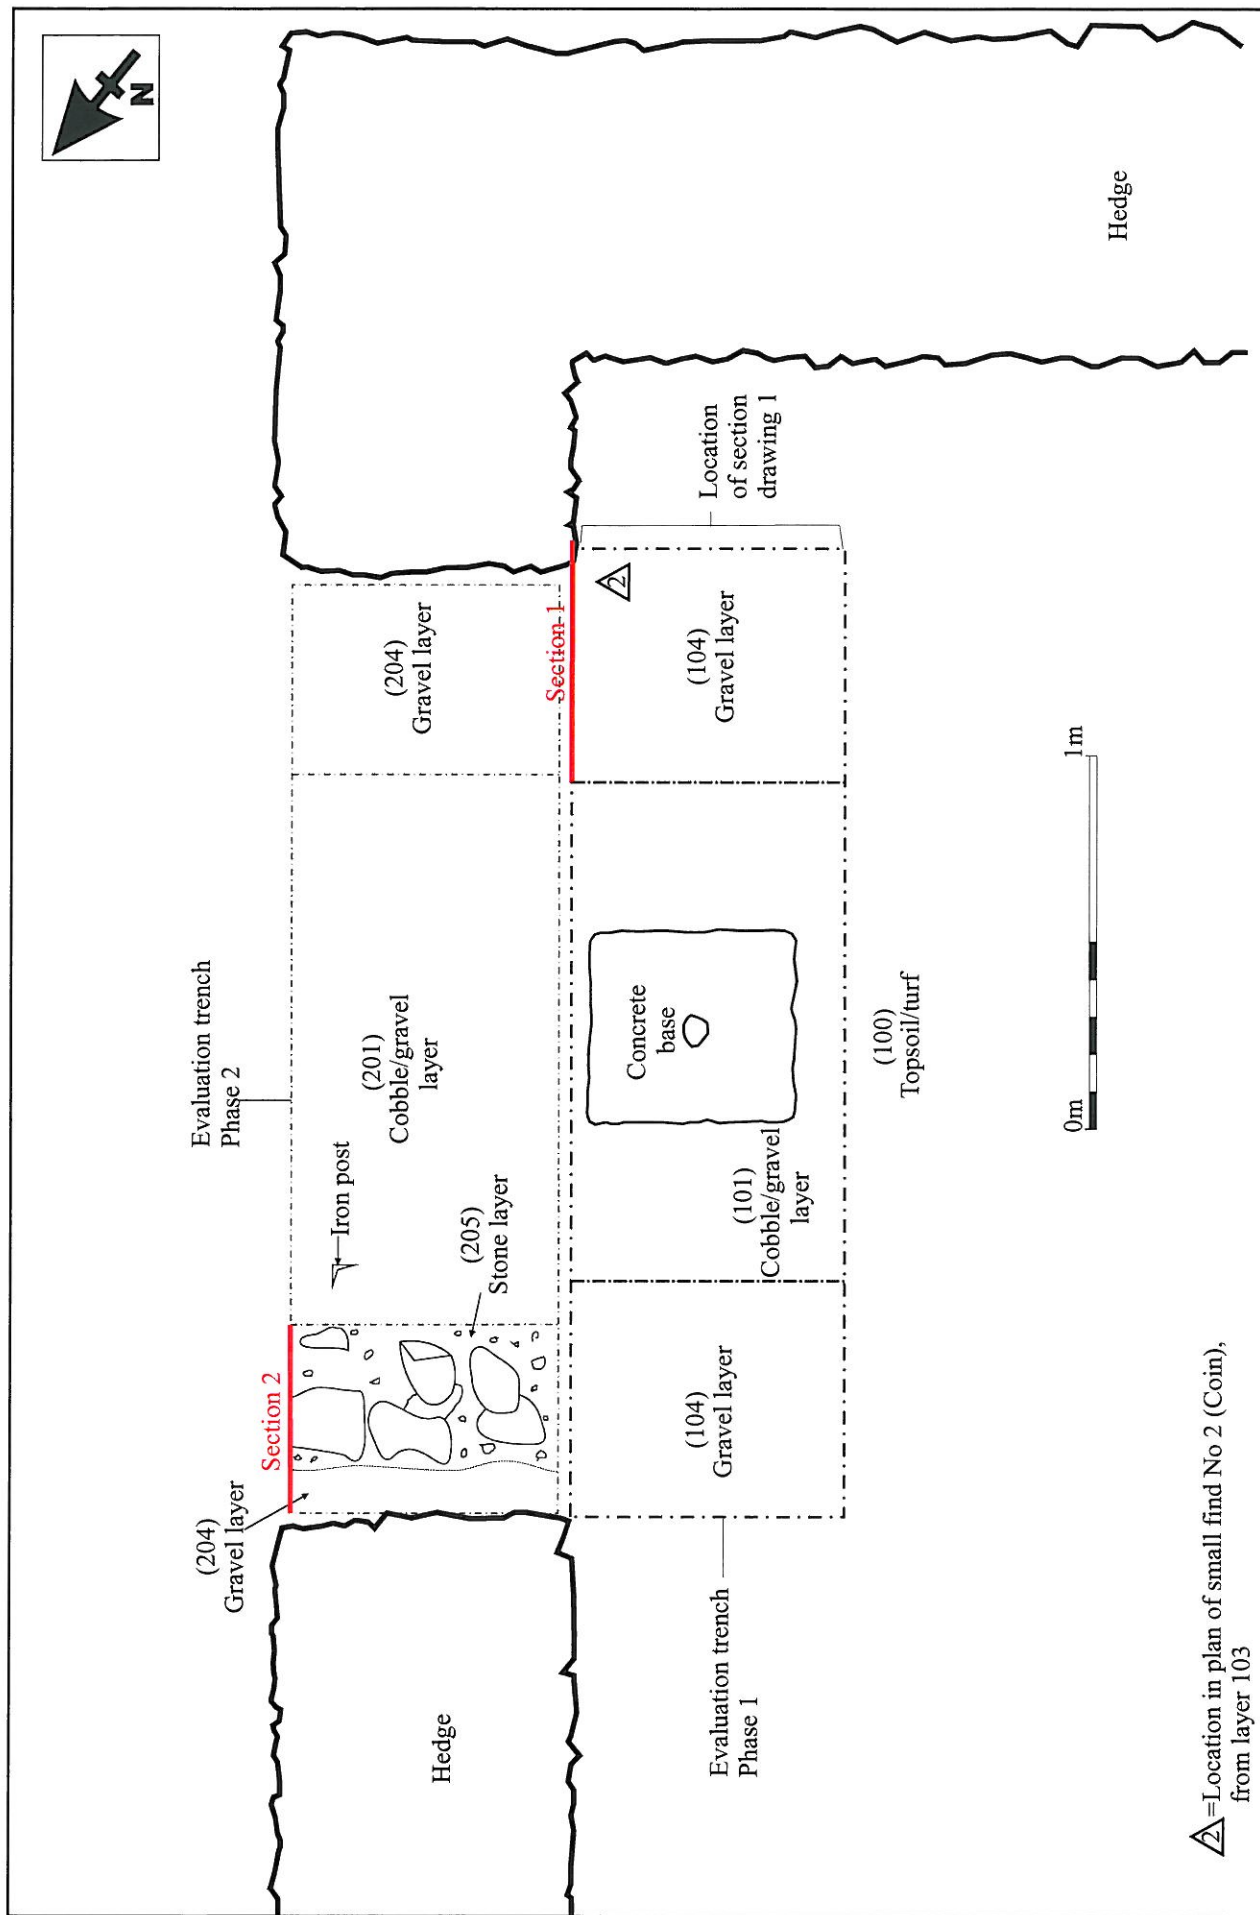 N
Evaluation trench
Phase 2
(204)
Gravel layer
Section 2
Iron post
(205)
Stone layer
(201)
Cobble/gravel
layer
(204)
Gravel layer
Section 1
Hedge
Hedge
Evaluation trench
Phase 1
(104)
Gravel layer
(101)
Cobble/gravel
layer
Concrete
base
(104)
Gravel layer
2
Location
of section
drawing 1
(100)
Topsoil/turf
0m
1m
2 =Location in plan of small find No 2 (Coin),
from layer 103